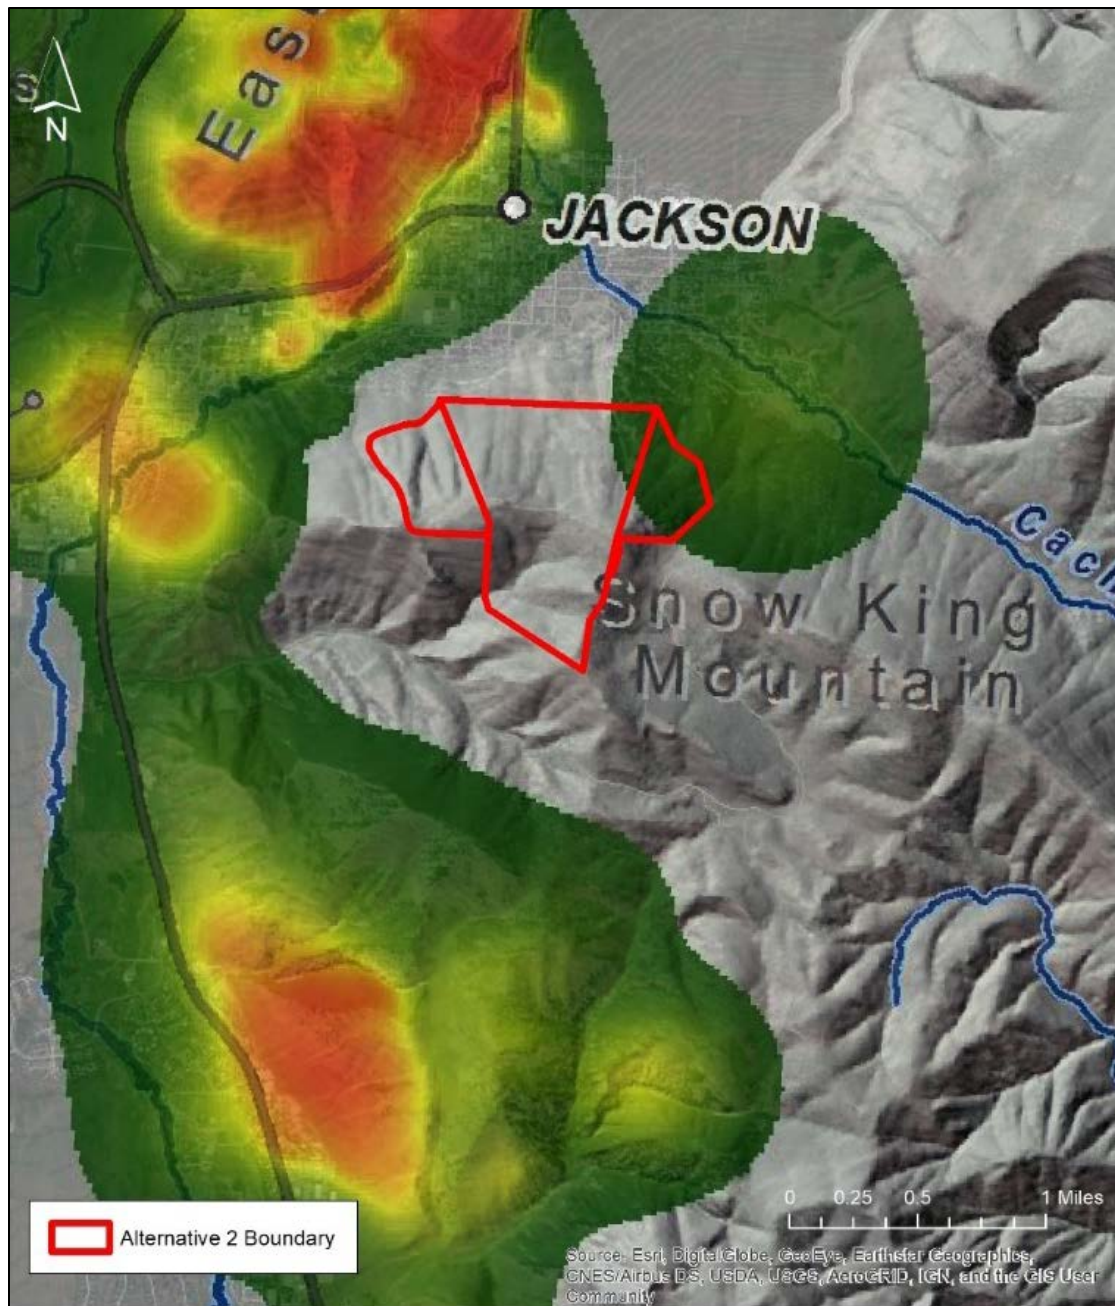 s
Eas
N
JACKSON
Cach
Snow King
Mountain
0 0.25 0.5 1 Miles
Alternative 2 Boundary
Source: Esri, DigitalGlobe, GeoEye, Earthstar Geographics,
CNES/Airbus DS, USDA, USGS, AeroGRID, IGN, and the GIS User
Community